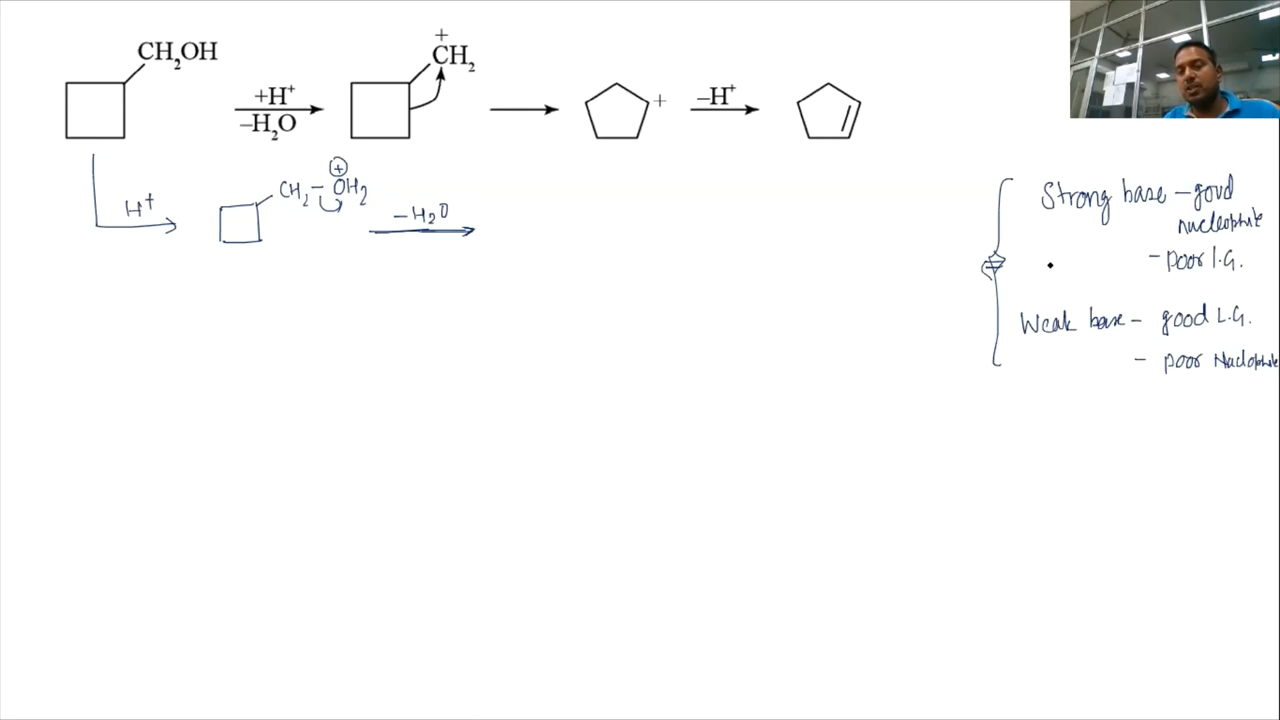 CH₂OH
+H⁺
–H₂O
+
CH₂
+
–H⁺
H⁺
CH₂ – OH₂
+
–H₂O
Strong base – good
nucleophile
– poor l.G.
Weak base – good L.G.
– poor Nucleophile